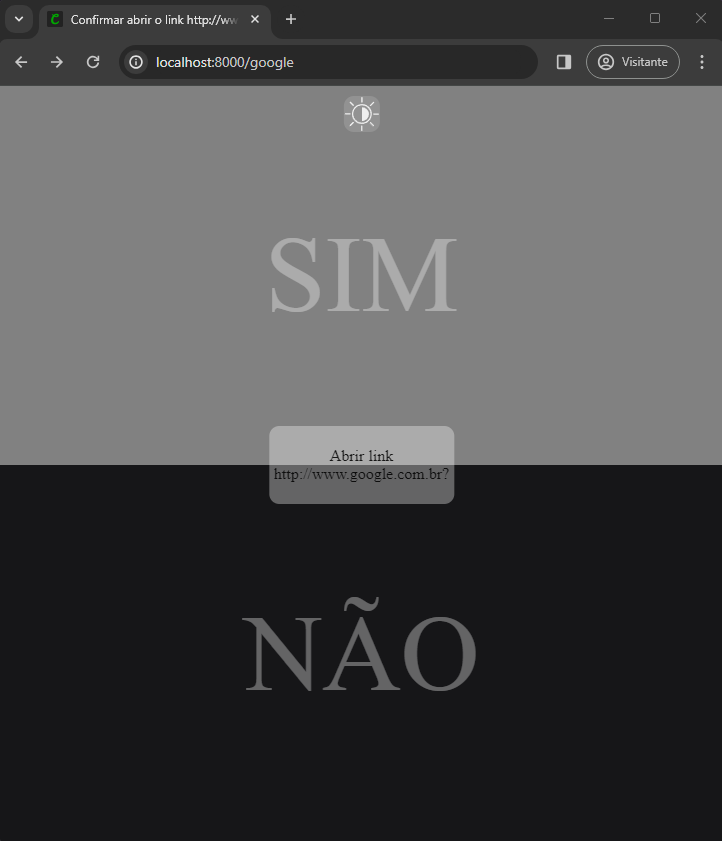 Confirmar abrir o link http://ww
localhost:8000/google
Visitante
SIM
Abrir link
http://www.google.com.br?
NÃO